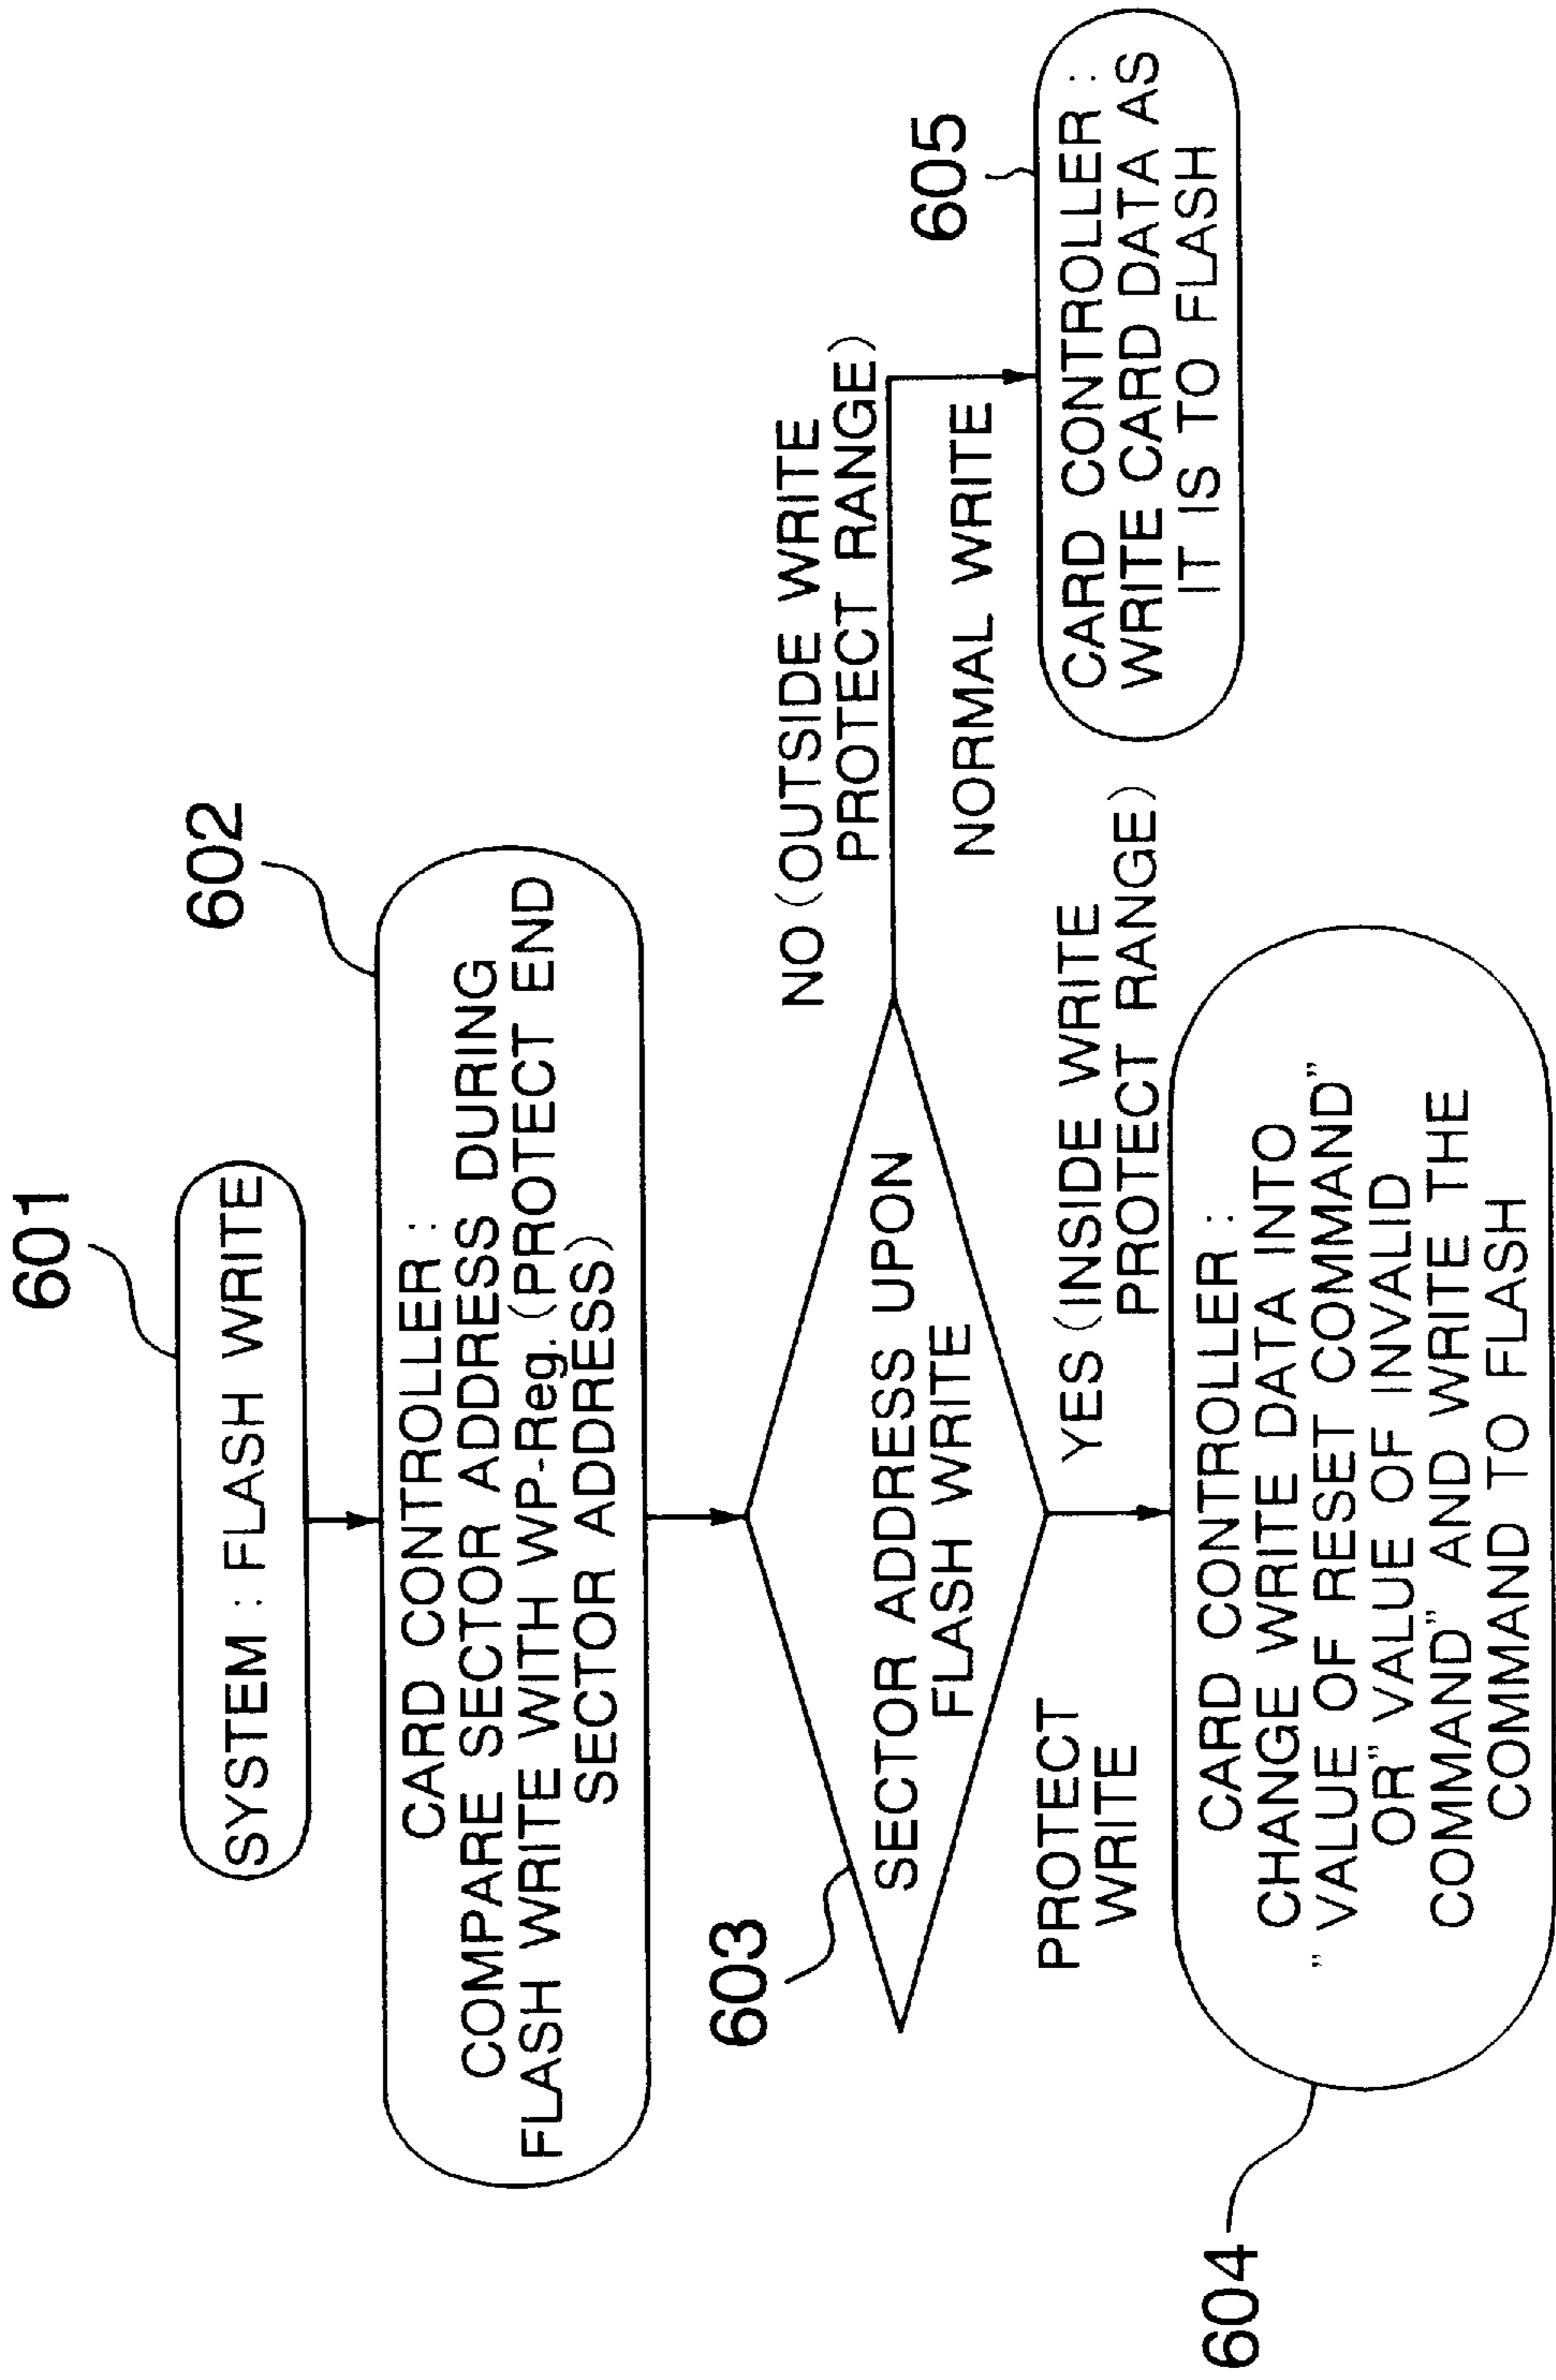 601
SYSTEM : FLASH WRITE
602
CARD CONTROLLER :
COMPARE SECTOR ADDRESS DURING
FLASH WRITE WITH WP-Reg. (PROTECT END
SECTOR ADDRESS)
603
SECTOR ADDRESS UPON
FLASH WRITE
NO (OUTSIDE WRITE
PROTECT RANGE)
NORMAL WRITE
605
CARD CONTROLLER :
WRITE CARD DATA AS
IT IS TO FLASH
PROTECT
WRITE
YES (INSIDE WRITE
PROTECT RANGE)
604
CARD CONTROLLER :
CHANGE WRITE DATA INTO
" VALUE OF RESET COMMAND"
OR" VALUE OF INVALID
COMMAND" AND WRITE THE
COMMAND TO FLASH